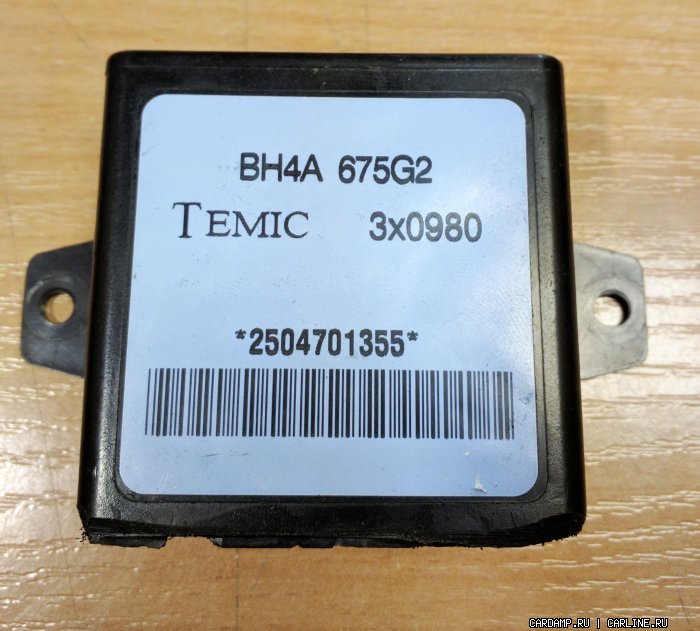 BH4A 675G2
TEMIC 3x0980
*2504701355*
CARDAMP.RU | CARLINE.RU